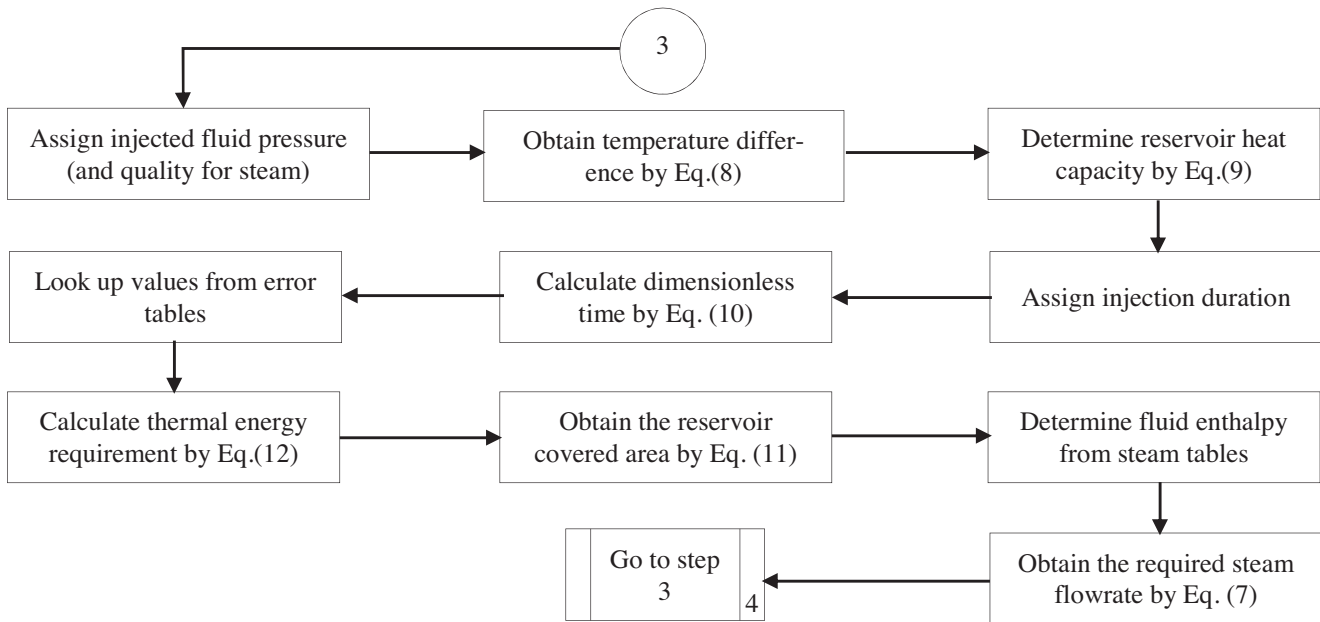 3
Assign injected fluid pressure
(and quality for steam)
Obtain temperature differ-
ence by Eq.(8)
Determine reservoir heat
capacity by Eq.(9)
Look up values from error
tables
Calculate dimensionless
time by Eq. (10)
Assign injection duration
Calculate thermal energy
requirement by Eq.(12)
Obtain the reservoir
covered area by Eq. (11)
Determine fluid enthalpy
from steam tables
Go to step
3
4
Obtain the required steam
flowrate by Eq. (7)